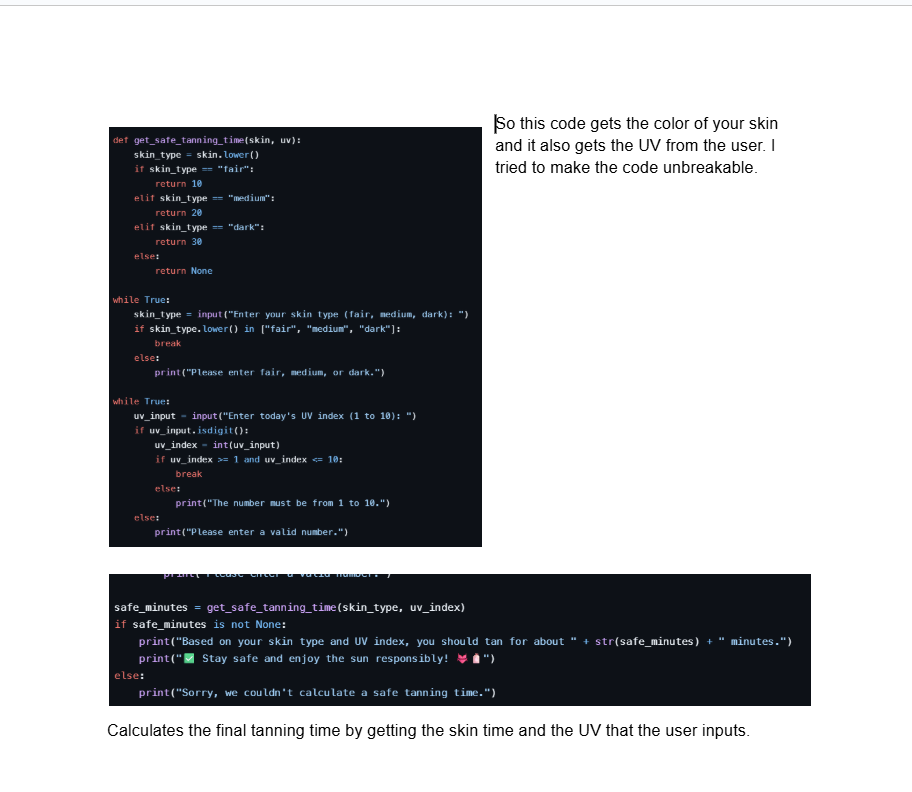 So this code gets the color of your skin
and it also gets the UV from the user. I
tried to make the code unbreakable.
def get_safe_tanning_time(skin, uv):
    skin_type = skin.lower()
    if skin_type == "fair":
        return 10
    elif skin_type == "medium":
        return 20
    elif skin_type == "dark":
        return 30
    else:
        return None
while True:
    skin_type = input("Enter your skin type (fair, medium, dark): ")
    if skin_type.lower() in ["fair", "medium", "dark"]:
        break
    else:
        print("Please enter fair, medium, or dark.")
while True:
    uv_input = input("Enter today's UV index (1 to 10): ")
    if uv_input.isdigit():
        uv_index = int(uv_input)
        if uv_index >= 1 and uv_index <= 10:
            break
        else:
            print("The number must be from 1 to 10.")
    else:
        print("Please enter a valid number.")
        print("Please enter a valid number.")
safe_minutes = get_safe_tanning_time(skin_type, uv_index)
if safe_minutes is not None:
    print("Based on your skin type and UV index, you should tan for about " + str(safe_minutes) + " minutes.")
    print("✅ Stay safe and enjoy the sun responsibly! 👙🧴")
else:
    print("Sorry, we couldn't calculate a safe tanning time.")
Calculates the final tanning time by getting the skin time and the UV that the user inputs.